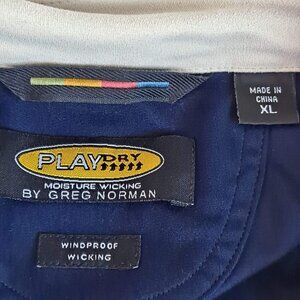 MADE IN
CHINA
XL
PLAYDRY
MOISTURE WICKING
BY GREG NORMAN
WINDPROOF
WICKING